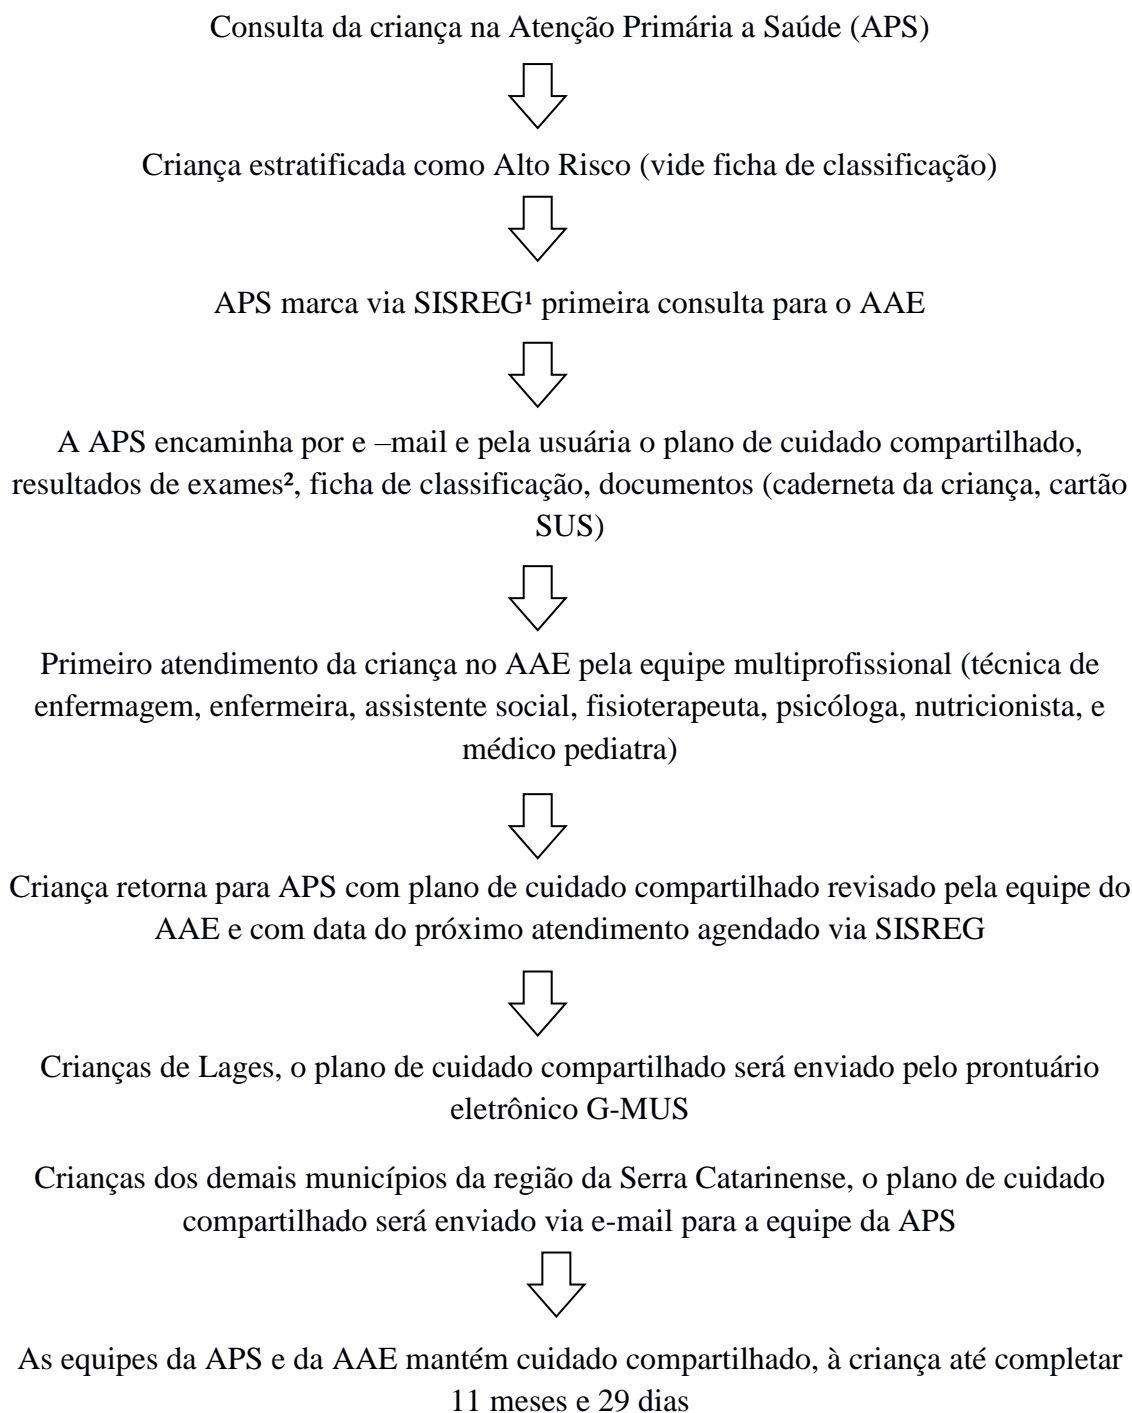 Consulta da criança na Atenção Primária a Saúde (APS)
Criança estratificada como Alto Risco (vide ficha de classificação)
APS marca via SISREG¹ primeira consulta para o AAE
A APS encaminha por e –mail e pela usuária o plano de cuidado compartilhado,
resultados de exames², ficha de classificação, documentos (caderneta da criança, cartão
SUS)
Primeiro atendimento da criança no AAE pela equipe multiprofissional (técnica de
enfermagem, enfermeira, assistente social, fisioterapeuta, psicóloga, nutricionista, e
médico pediatra)
Criança retorna para APS com plano de cuidado compartilhado revisado pela equipe do
AAE e com data do próximo atendimento agendado via SISREG
Crianças de Lages, o plano de cuidado compartilhado será enviado pelo prontuário
eletrônico G-MUS
Crianças dos demais municípios da região da Serra Catarinense, o plano de cuidado
compartilhado será enviado via e-mail para a equipe da APS
As equipes da APS e da AAE mantém cuidado compartilhado, à criança até completar
11 meses e 29 dias